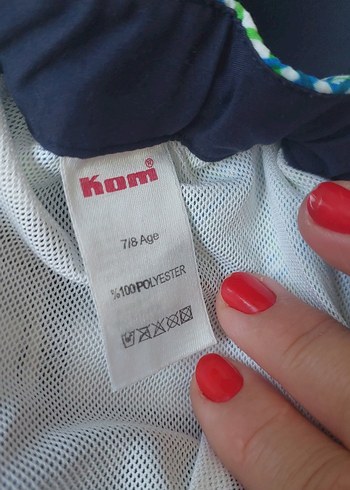 Kom®
7/8 Age
%100 POLYESTER